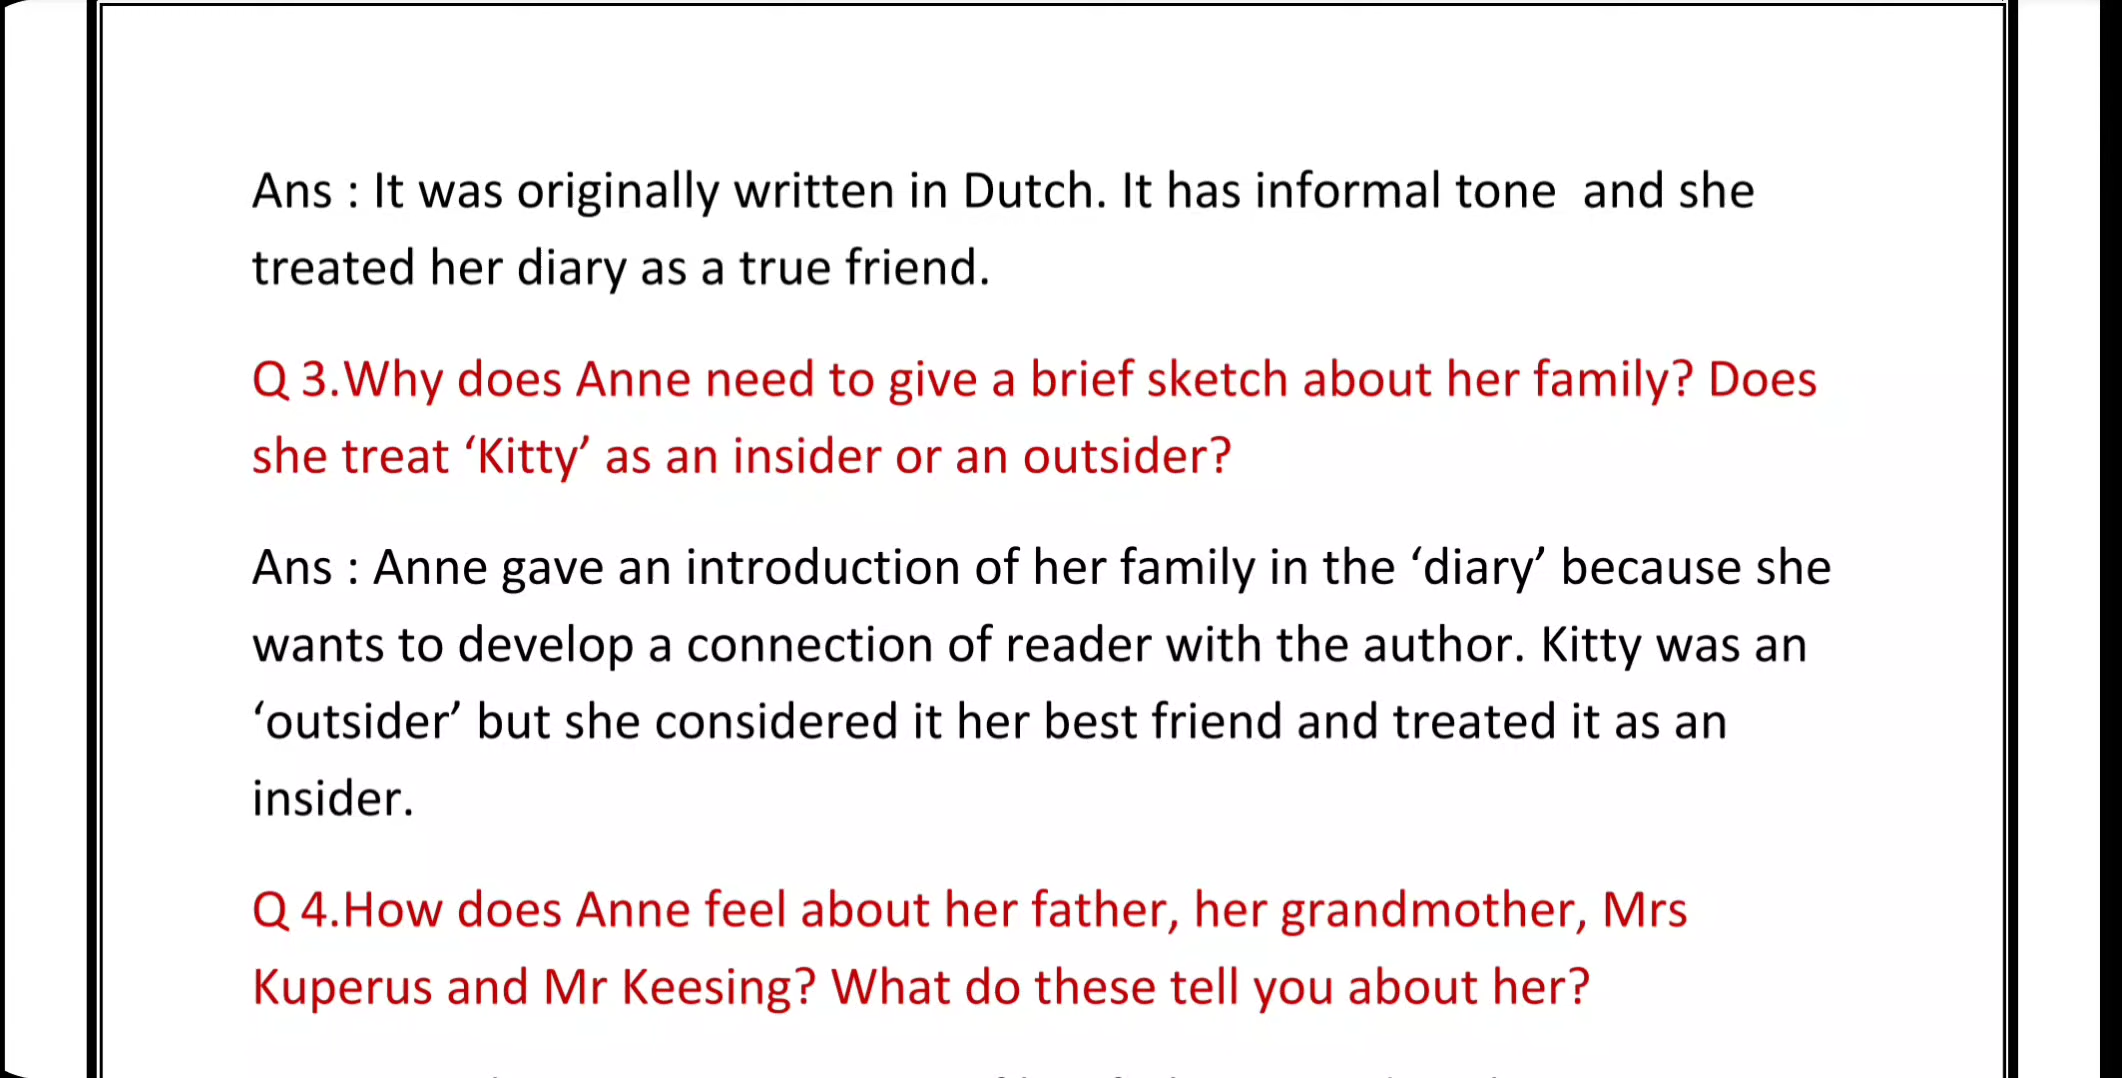 Ans : It was originally written in Dutch. It has informal tone  and she
treated her diary as a true friend.
Q 3.Why does Anne need to give a brief sketch about her family? Does
she treat ‘Kitty’ as an insider or an outsider?
Ans : Anne gave an introduction of her family in the ‘diary’ because she
wants to develop a connection of reader with the author. Kitty was an
‘outsider’ but she considered it her best friend and treated it as an
insider.
Q 4.How does Anne feel about her father, her grandmother, Mrs
Kuperus and Mr Keesing? What do these tell you about her?